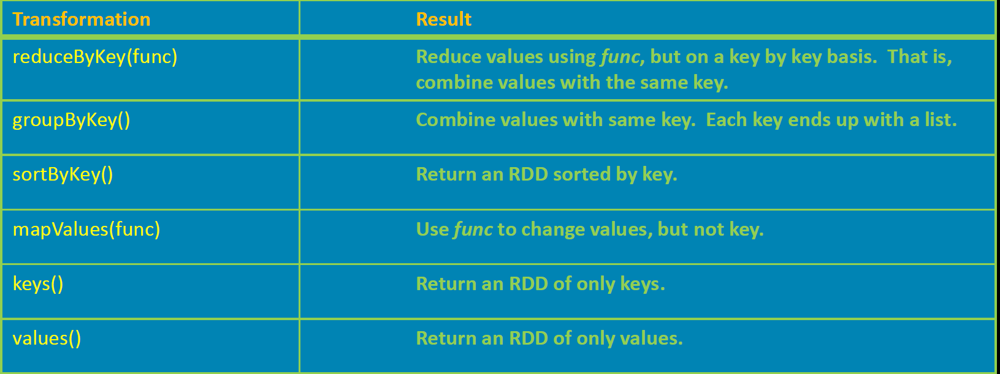 Transformation Result
reduceByKey(func) Reduce values using func, but on a key by key basis.  That is,
combine values with the same key.
groupByKey() Combine values with same key.  Each key ends up with a list.
sortByKey() Return an RDD sorted by key.
mapValues(func) Use func to change values, but not key.
keys() Return an RDD of only keys.
values() Return an RDD of only values.